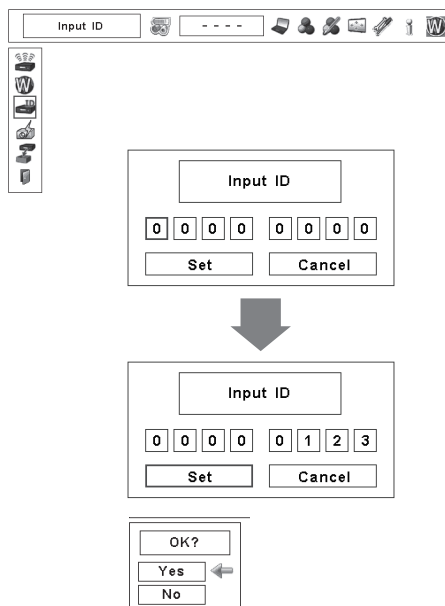 Input ID - - - -
W
W
ID
Input ID
0 0 0 0 0 0 0 0
Set Cancel
Input ID
0 0 0 0 0 1 2 3
Set Cancel
OK?
Yes
No